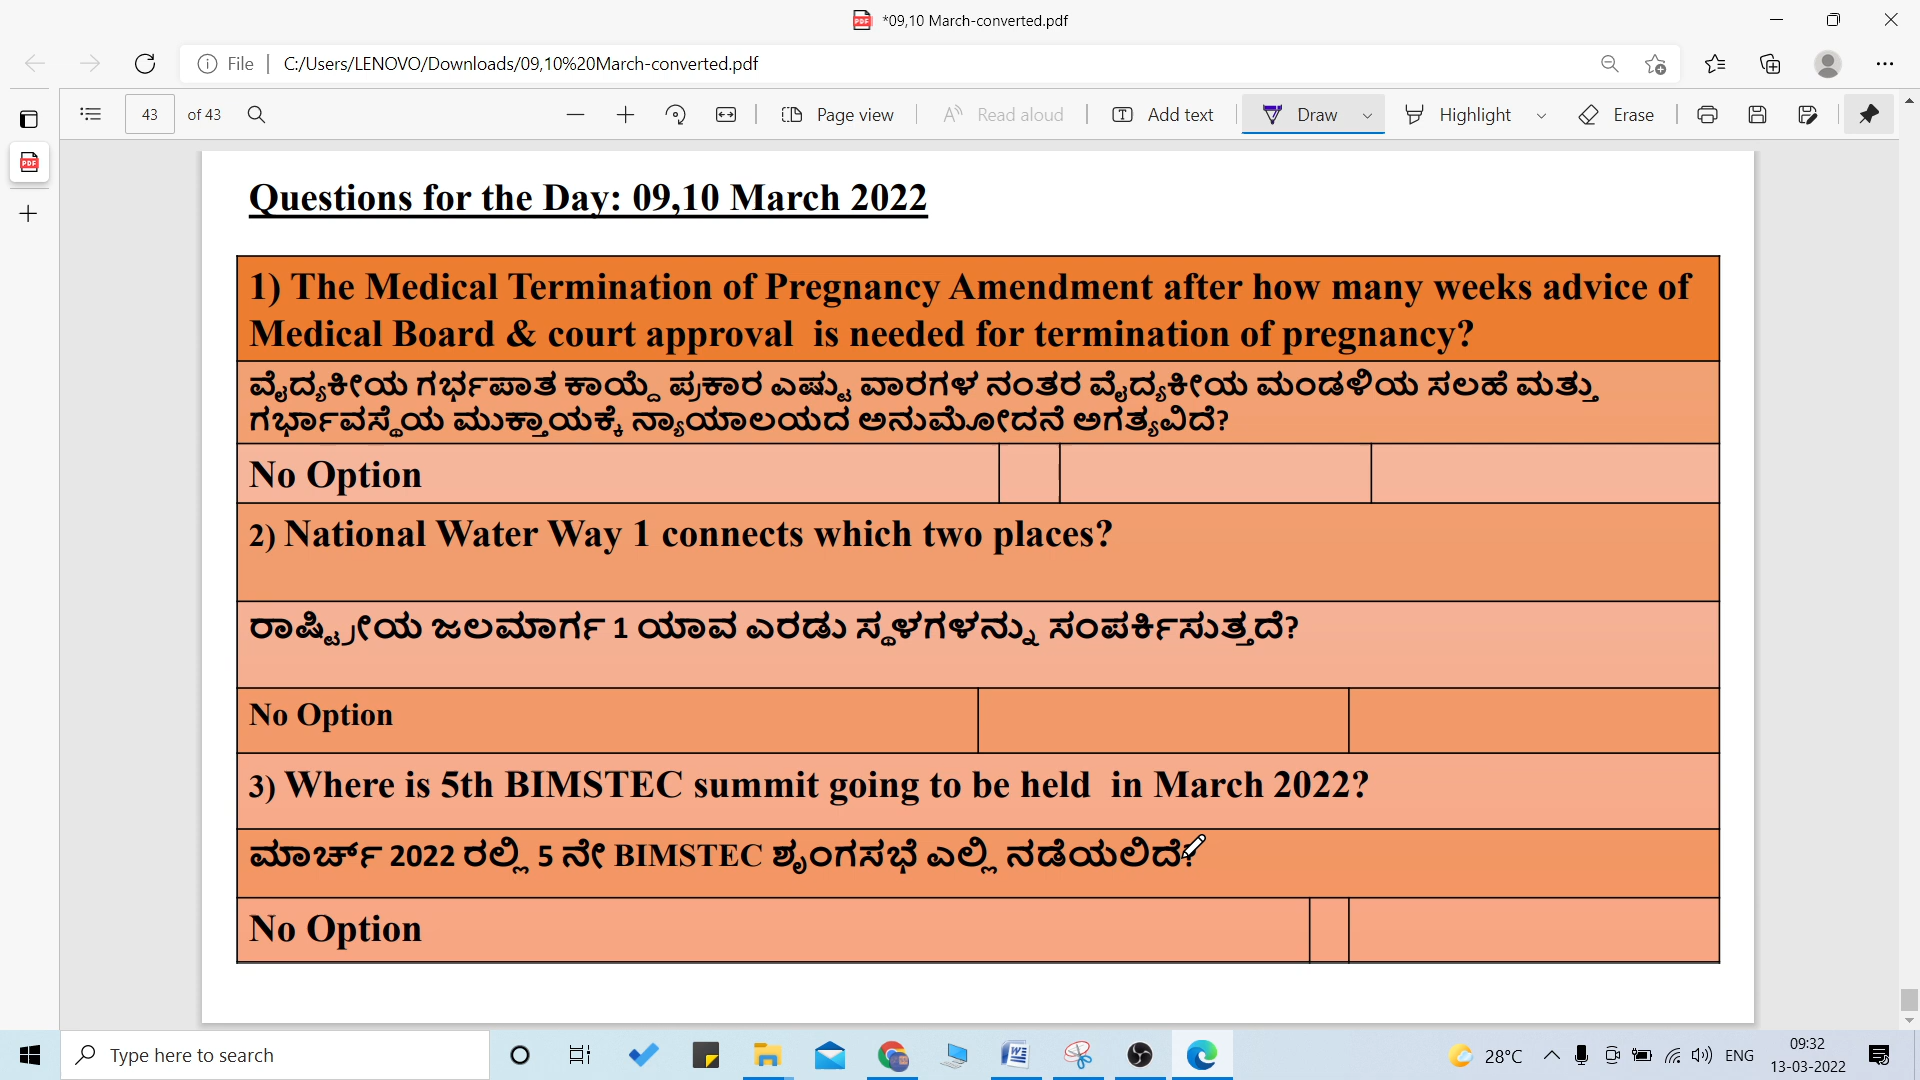 *09,10 March-converted.pdf
File
C:/Users/LENOVO/Downloads/09,10%20March-converted.pdf
43 of 43
Page view
Read aloud
Add text
Draw
Highlight
Erase
Questions for the Day: 09,10 March 2022
1) The Medical Termination of Pregnancy Amendment after how many weeks advice of
Medical Board & court approval is needed for termination of pregnancy?
ವೈದ್ಯಕೀಯ ಗರ್ಭಪಾತ ಕಾಯ್ದೆ ಪ್ರಕಾರ ಎಷ್ಟು ವಾರಗಳ ನಂತರ ವೈದ್ಯಕೀಯ ಮಂಡಳಿಯ ಸಲಹೆ ಮತ್ತು
ಗರ್ಭಾವಸ್ಥೆಯ ಮುಕ್ತಾಯಕ್ಕೆ ನ್ಯಾಯಾಲಯದ ಅನುಮೋದನೆ ಅಗತ್ಯವಿದೆ?
No Option
2) National Water Way 1 connects which two places?
ರಾಷ್ಟ್ರೀಯ ಜಲಮಾರ್ಗ 1 ಯಾವ ಎರಡು ಸ್ಥಳಗಳನ್ನು ಸಂಪರ್ಕಿಸುತ್ತದೆ?
No Option
3) Where is 5th BIMSTEC summit going to be held in March 2022?
ಮಾರ್ಚ್ 2022 ರಲ್ಲಿ 5 ನೇ BIMSTEC ಶೃಂಗಸಭೆ ಎಲ್ಲಿ ನಡೆಯಲಿದೆ?
No Option
Type here to search
28°C
ENG
09:32
13-03-2022